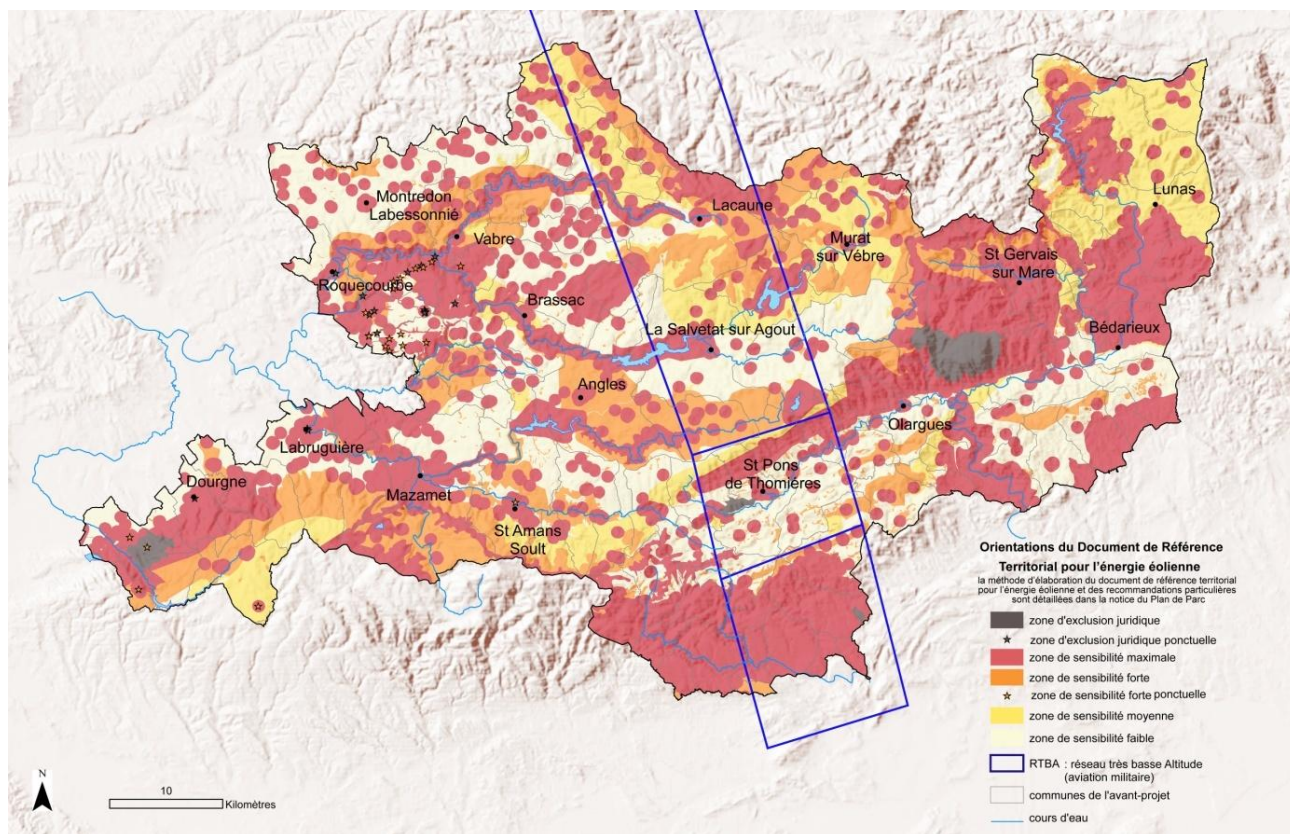 Lacaune
Lunas
Montredon
Labessonnié
Vabre
Murat
sur Vébre
St Gervais
sur Mare
Roquecourbe
Brassac
La Salvetat sur Agout
Bédarieux
Angles
Olargues
Labruguière
Dourgne
Mazamet
St Pons
de Thomières
St Amans
Soult
Orientations du Document de Référence
Territorial pour l'énergie éolienne
la méthode d'élaboration du document de référence territorial
pour l'énergie éolienne et des recommandations particulières
sont détaillées dans la notice du Plan de Parc
zone d'exclusion juridique
zone d'exclusion juridique ponctuelle
zone de sensibilité maximale
zone de sensibilité forte
zone de sensibilité forte ponctuelle
zone de sensibilité moyenne
zone de sensibilité faible
RTBA : réseau très basse Altitude
(aviation militaire)
communes de l'avant-projet
cours d'eau
N
10
Kilomètres